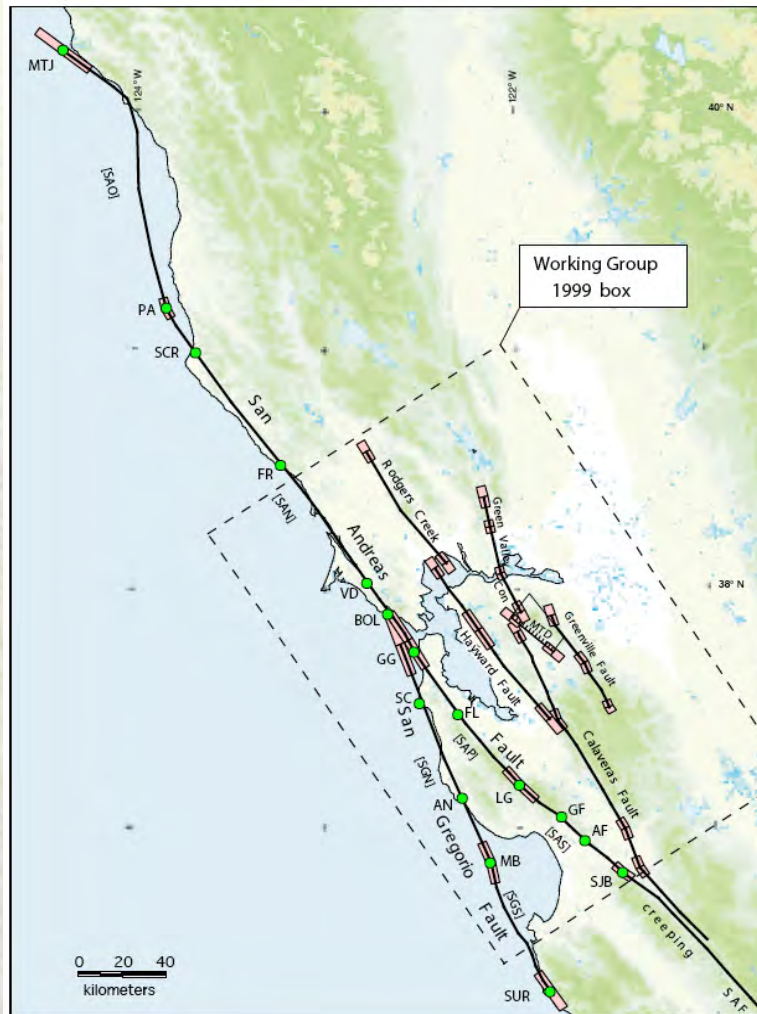 MTJ
124° W
122° W
40° N
[SAO]
Working Group
1999 box
PA
SCR
San
FR
[SAN]
Rodgers Creek
Green Valley
Andreas
VD
Con
38° N
BOL
MTD
Greenville Fault
GG
Hayward Fault
SC
San
FL
Fault
[SAP]
Calaveras Fault
[SGN]
LG
GF
AN
[SAS]
AF
Gregorio
MB
SJB
Fault
[SGS]
creeping
SAF
0 20 40
kilometers
SUR